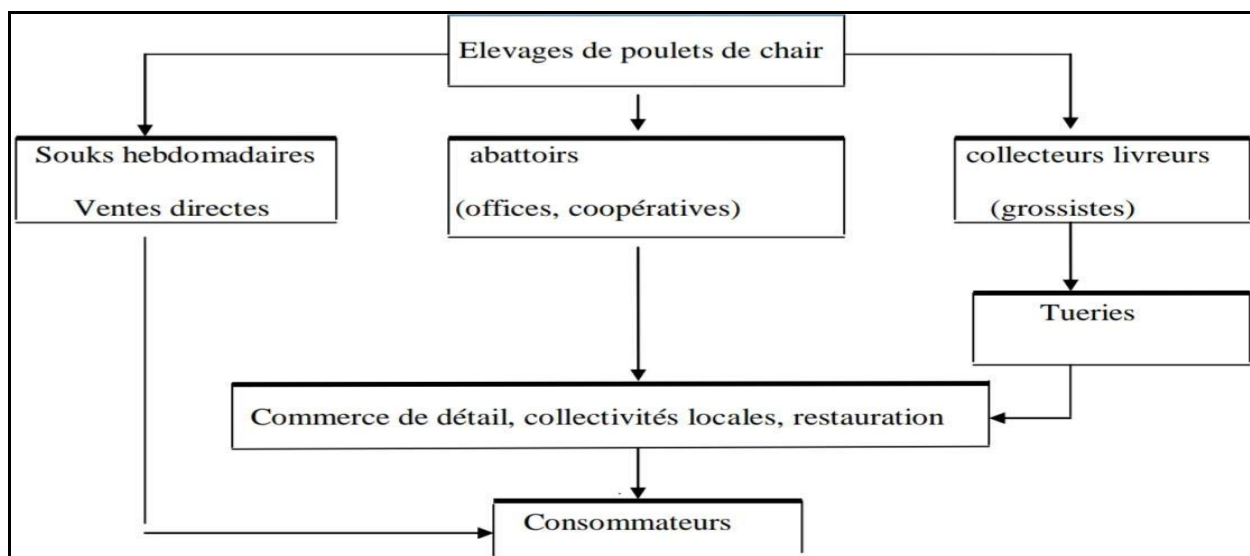 Elevages de poulets de chair
Souks hebdomadaires
Ventes directes
abattoirs
(offices, coopératives)
collecteurs livreurs
(grossistes)
Tueries
Commerce de détail, collectivités locales, restauration
Consommateurs